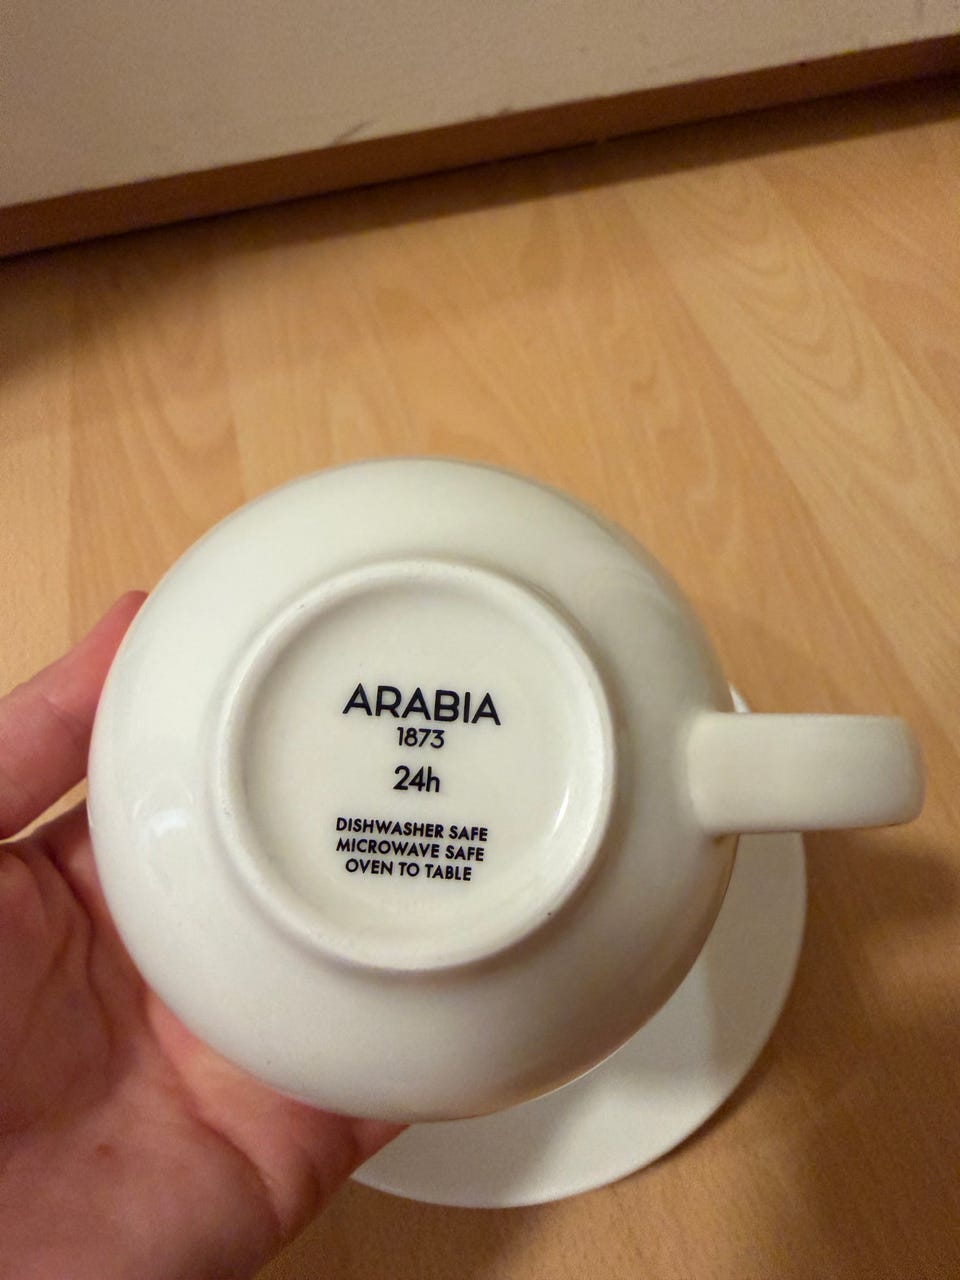 ARABIA
1873
24h
DISHWASHER SAFE
MICROWAVE SAFE
OVEN TO TABLE